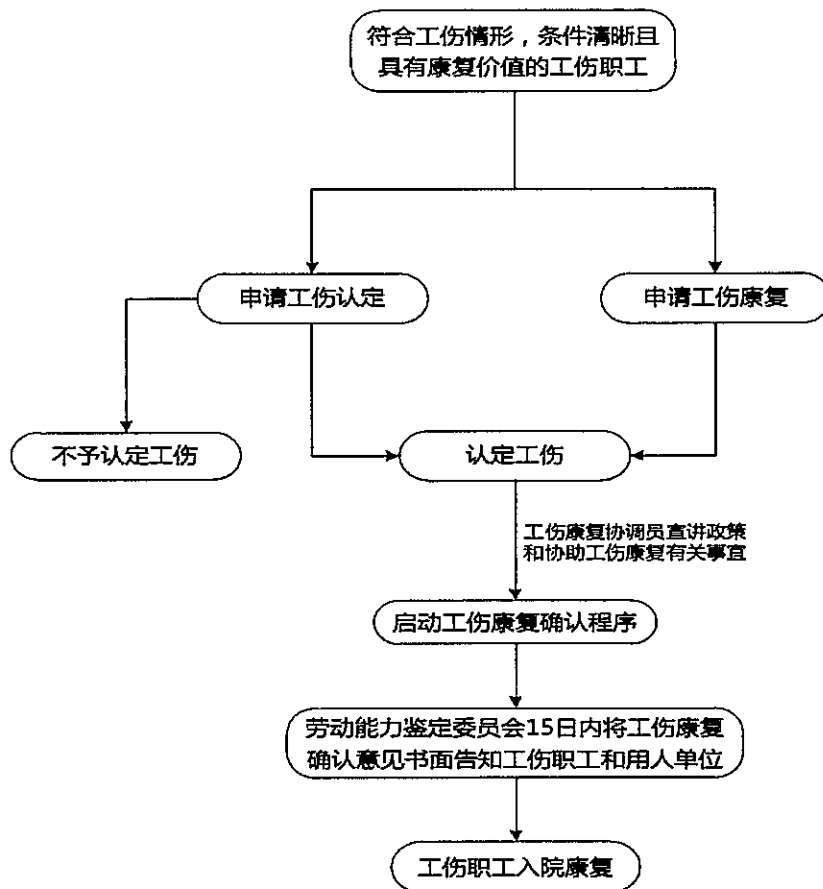 符合工伤情形，条件清晰且
具有康复价值的工伤职工
申请工伤认定
申请工伤康复
不予认定工伤
认定工伤
工伤康复协调员宣讲政策
和协助工伤康复有关事宜
启动工伤康复确认程序
劳动能力鉴定委员会15日内将工伤康复
确认意见书面告知工伤职工和用人单位
工伤职工入院康复